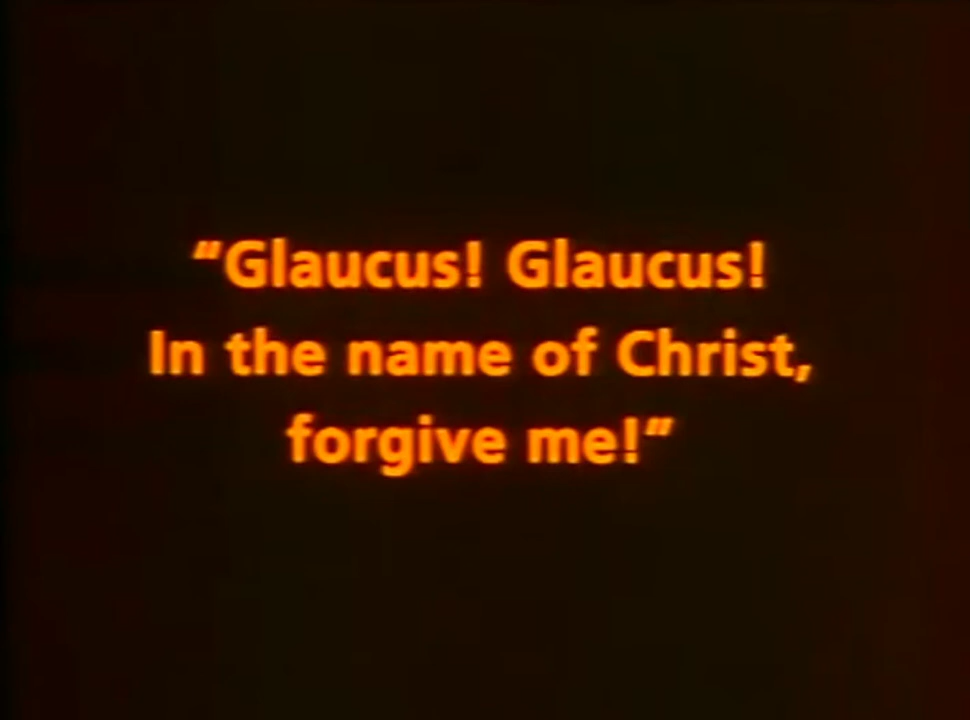 “Glaucus! Glaucus!
In the name of Christ,
forgive me!”